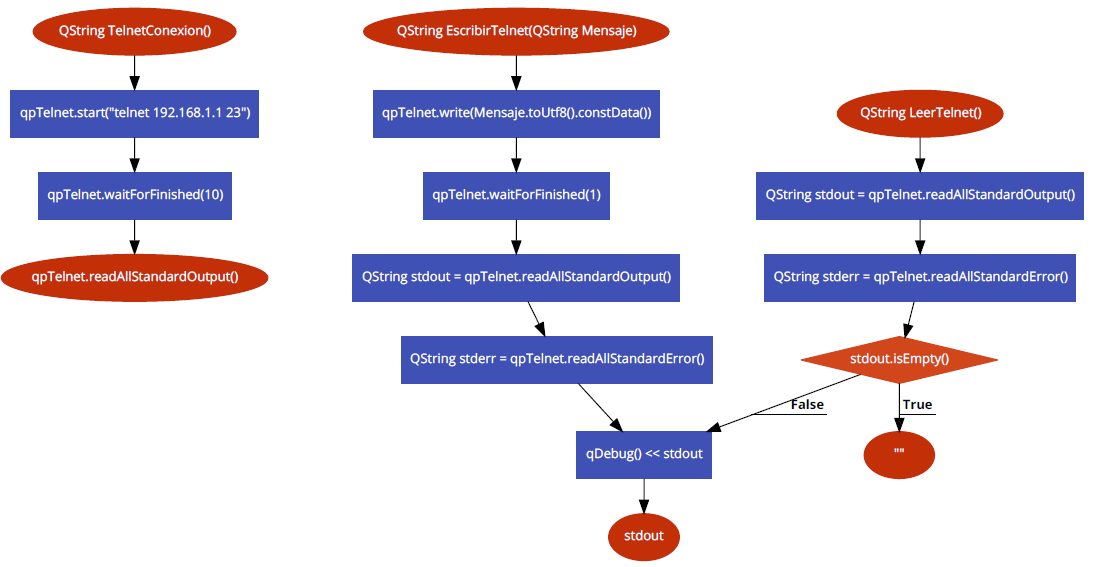 QString TelnetConexion()
qpTelnet.start("telnet 192.168.1.1 23")
qpTelnet.waitForFinished(10)
qpTelnet.readAllStandardOutput()
QString EscribirTelnet(QString Mensaje)
qpTelnet.write(Mensaje.toUtf8().constData())
qpTelnet.waitForFinished(1)
QString stdout = qpTelnet.readAllStandardOutput()
QString stderr = qpTelnet.readAllStandardError()
QString LeerTelnet()
QString stdout = qpTelnet.readAllStandardOutput()
QString stderr = qpTelnet.readAllStandardError()
stdout.isEmpty()
False
True
qDebug() << stdout
""
stdout